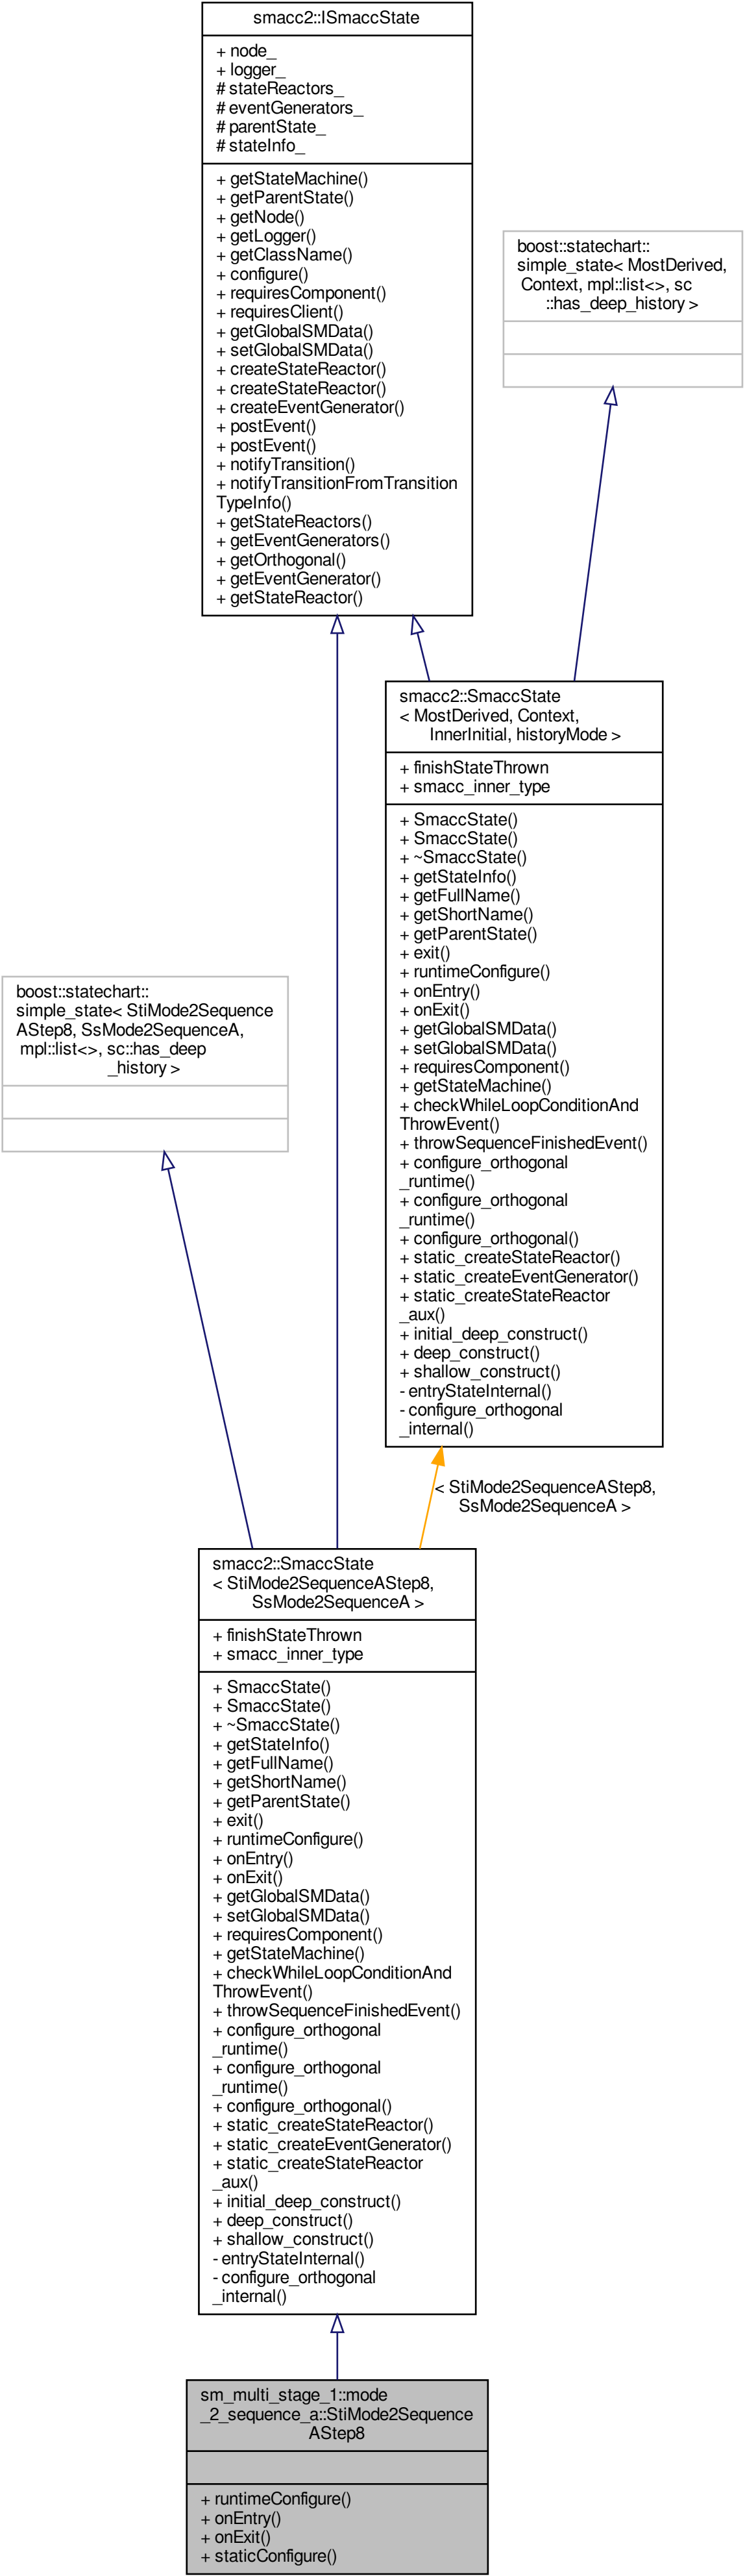 smacc2::ISmaccState
+ node_
+ logger_
# stateReactors_
# eventGenerators_
# parentState_
# stateInfo_
+ getStateMachine()
+ getParentState()
+ getNode()
+ getLogger()
+ getClassName()
+ configure()
+ requiresComponent()
+ requiresClient()
+ getGlobalSMData()
+ setGlobalSMData()
+ createStateReactor()
+ createStateReactor()
+ createEventGenerator()
+ postEvent()
+ postEvent()
+ notifyTransition()
+ notifyTransitionFromTransition
TypeInfo()
+ getStateReactors()
+ getEventGenerators()
+ getOrthogonal()
+ getEventGenerator()
+ getStateReactor()
boost::statechart::
simple_state< MostDerived,
Context, mpl::list<>, sc
::has_deep_history >
smacc2::SmaccState
< MostDerived, Context,
InnerInitial, historyMode >
+ finishStateThrown
+ smacc_inner_type
+ SmaccState()
+ SmaccState()
+ ~SmaccState()
+ getStateInfo()
+ getFullName()
+ getShortName()
+ getParentState()
+ exit()
+ runtimeConfigure()
+ onEntry()
+ onExit()
+ getGlobalSMData()
+ setGlobalSMData()
+ requiresComponent()
+ getStateMachine()
+ checkWhileLoopConditionAnd
ThrowEvent()
+ throwSequenceFinishedEvent()
+ configure_orthogonal
_runtime()
+ configure_orthogonal
_runtime()
+ configure_orthogonal()
+ static_createStateReactor()
+ static_createEventGenerator()
+ static_createStateReactor
_aux()
+ initial_deep_construct()
+ deep_construct()
+ shallow_construct()
- entryStateInternal()
- configure_orthogonal
_internal()
boost::statechart::
simple_state< StiMode2Sequence
AStep8, SsMode2SequenceA,
mpl::list<>, sc::has_deep
_history >
< StiMode2SequenceAStep8,
SsMode2SequenceA >
smacc2::SmaccState
< StiMode2SequenceAStep8,
SsMode2SequenceA >
+ finishStateThrown
+ smacc_inner_type
+ SmaccState()
+ SmaccState()
+ ~SmaccState()
+ getStateInfo()
+ getFullName()
+ getShortName()
+ getParentState()
+ exit()
+ runtimeConfigure()
+ onEntry()
+ onExit()
+ getGlobalSMData()
+ setGlobalSMData()
+ requiresComponent()
+ getStateMachine()
+ checkWhileLoopConditionAnd
ThrowEvent()
+ throwSequenceFinishedEvent()
+ configure_orthogonal
_runtime()
+ configure_orthogonal
_runtime()
+ configure_orthogonal()
+ static_createStateReactor()
+ static_createEventGenerator()
+ static_createStateReactor
_aux()
+ initial_deep_construct()
+ deep_construct()
+ shallow_construct()
- entryStateInternal()
- configure_orthogonal
_internal()
sm_multi_stage_1::mode
_2_sequence_a::StiMode2Sequence
AStep8
+ runtimeConfigure()
+ onEntry()
+ onExit()
+ staticConfigure()